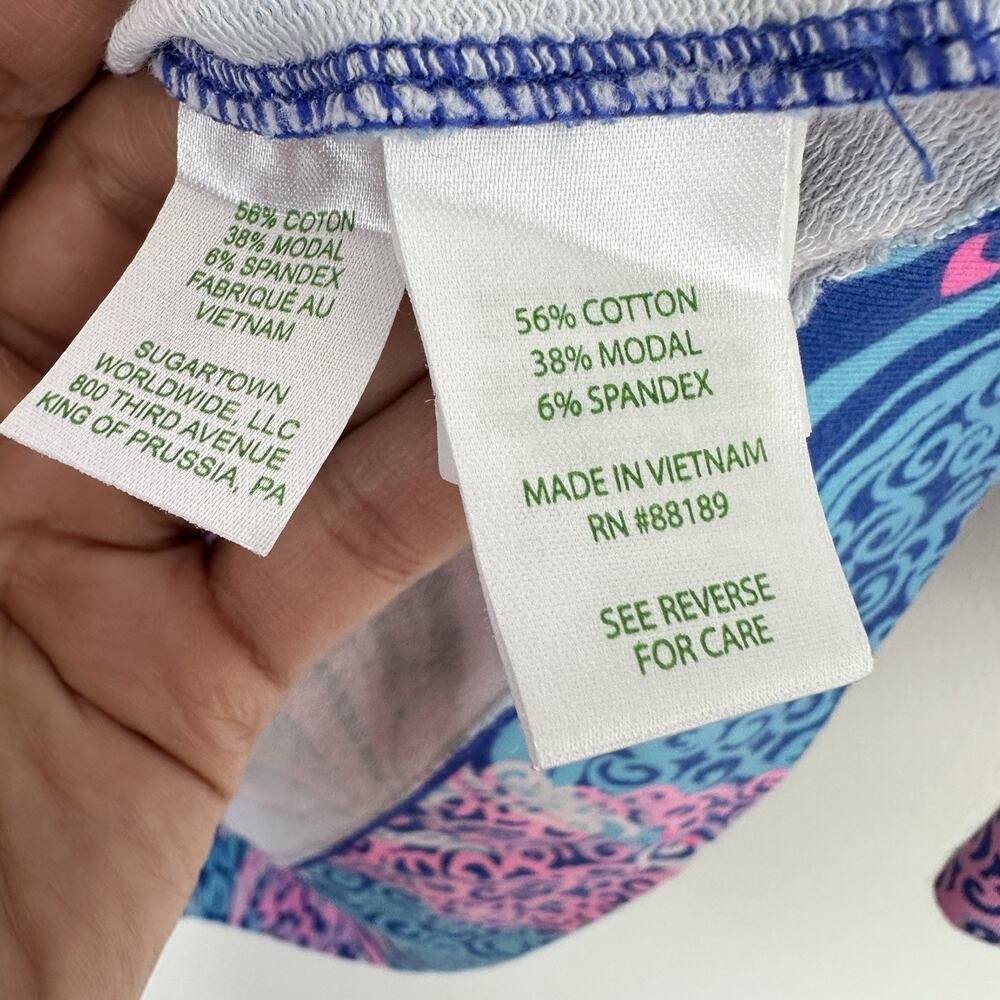 56% COTON
38% MODAL
6% SPANDEX
FABRIQUÉ AU
VIETNAM
SUGARTOWN
WORLDWIDE, LLC
800 THIRD AVENUE
KING OF PRUSSIA, PA
56% COTTON
38% MODAL
6% SPANDEX
MADE IN VIETNAM
RN #88189
SEE REVERSE
FOR CARE